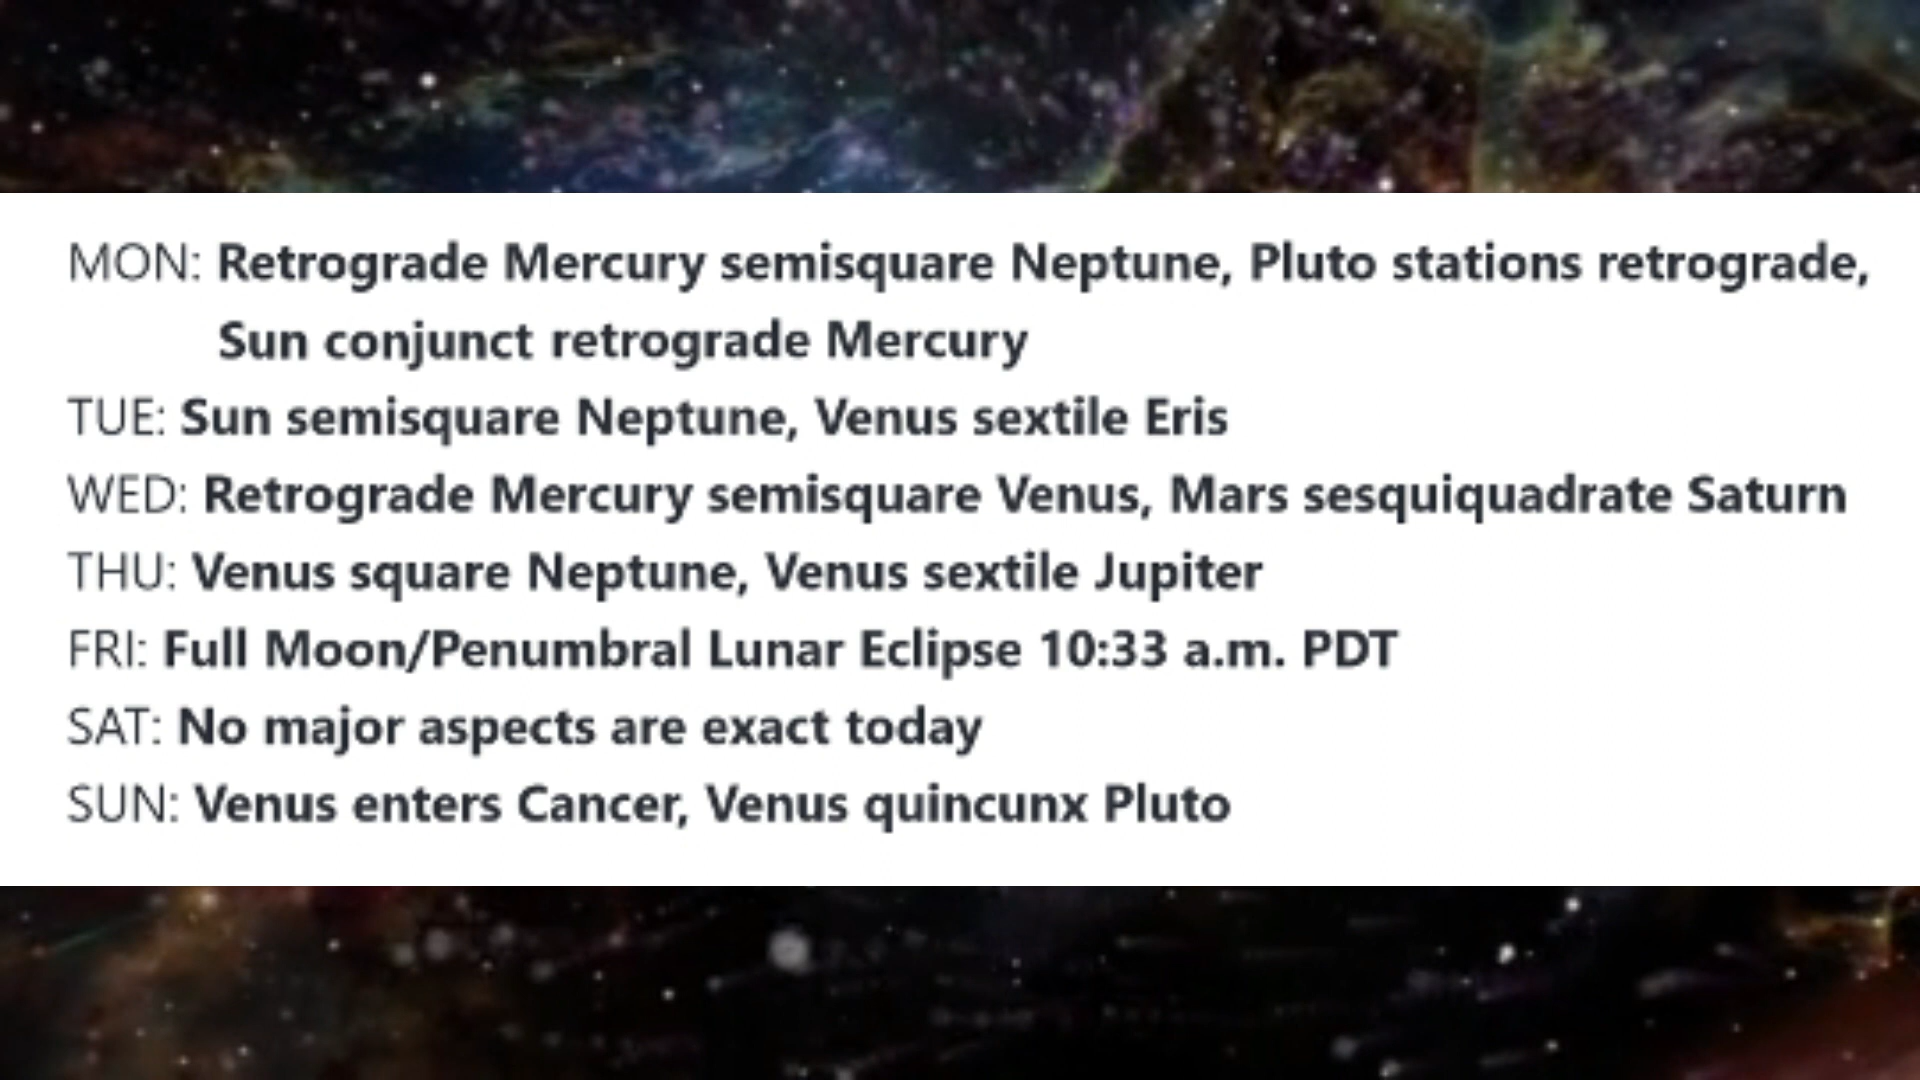 MON: Retrograde Mercury semisquare Neptune, Pluto stations retrograde,
Sun conjunct retrograde Mercury
TUE: Sun semisquare Neptune, Venus sextile Eris
WED: Retrograde Mercury semisquare Venus, Mars sesquiquadrate Saturn
THU: Venus square Neptune, Venus sextile Jupiter
FRI: Full Moon/Penumbral Lunar Eclipse 10:33 a.m. PDT
SAT: No major aspects are exact today
SUN: Venus enters Cancer, Venus quincunx Pluto